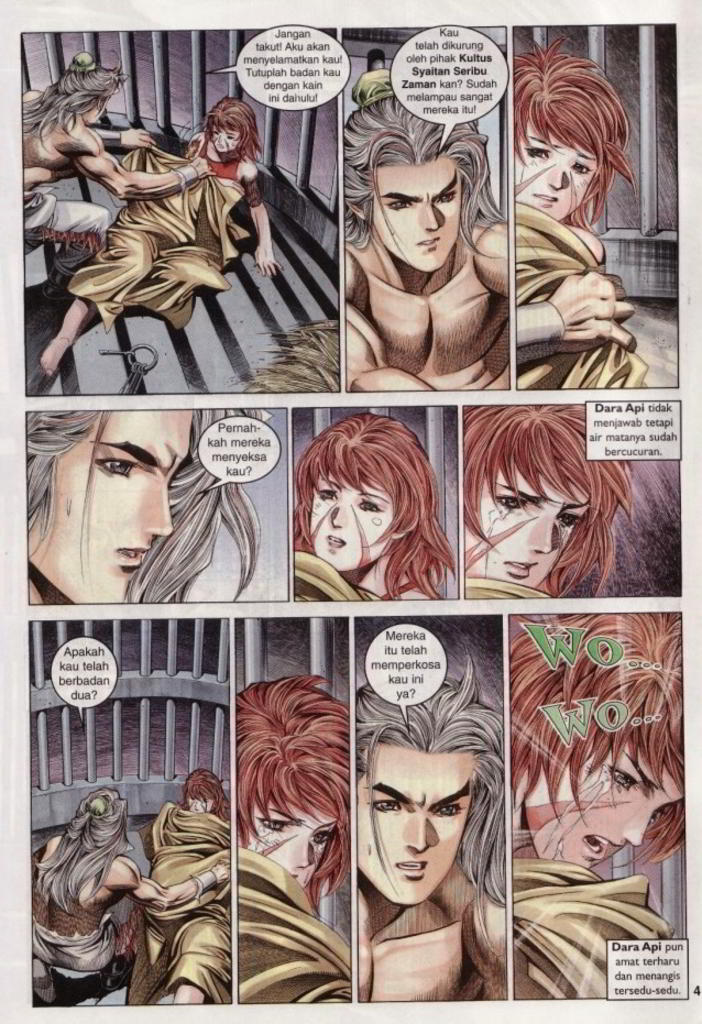 Jangan
takut! Aku akan
menyelamatkan kau!
Tutuplah badan kau
dengan kain
ini dahulu!
Kau
telah dikurung
oleh pihak Kultus
Syaitan Seribu
Zaman kan? Sudah
melampau sangat
mereka itu!
Pernah-
kah mereka
menyeksa
kau?
Dara Api tidak
menjawab tetapi
air matanya sudah
bercucuran.
Apakah
kau telah
berbadan
dua?
Mereka
itu telah
memperkosa
kau ini
ya?
WO...
WO...
Dara Api pun
amat terharu
dan menangis
tersedu-sedu.
4